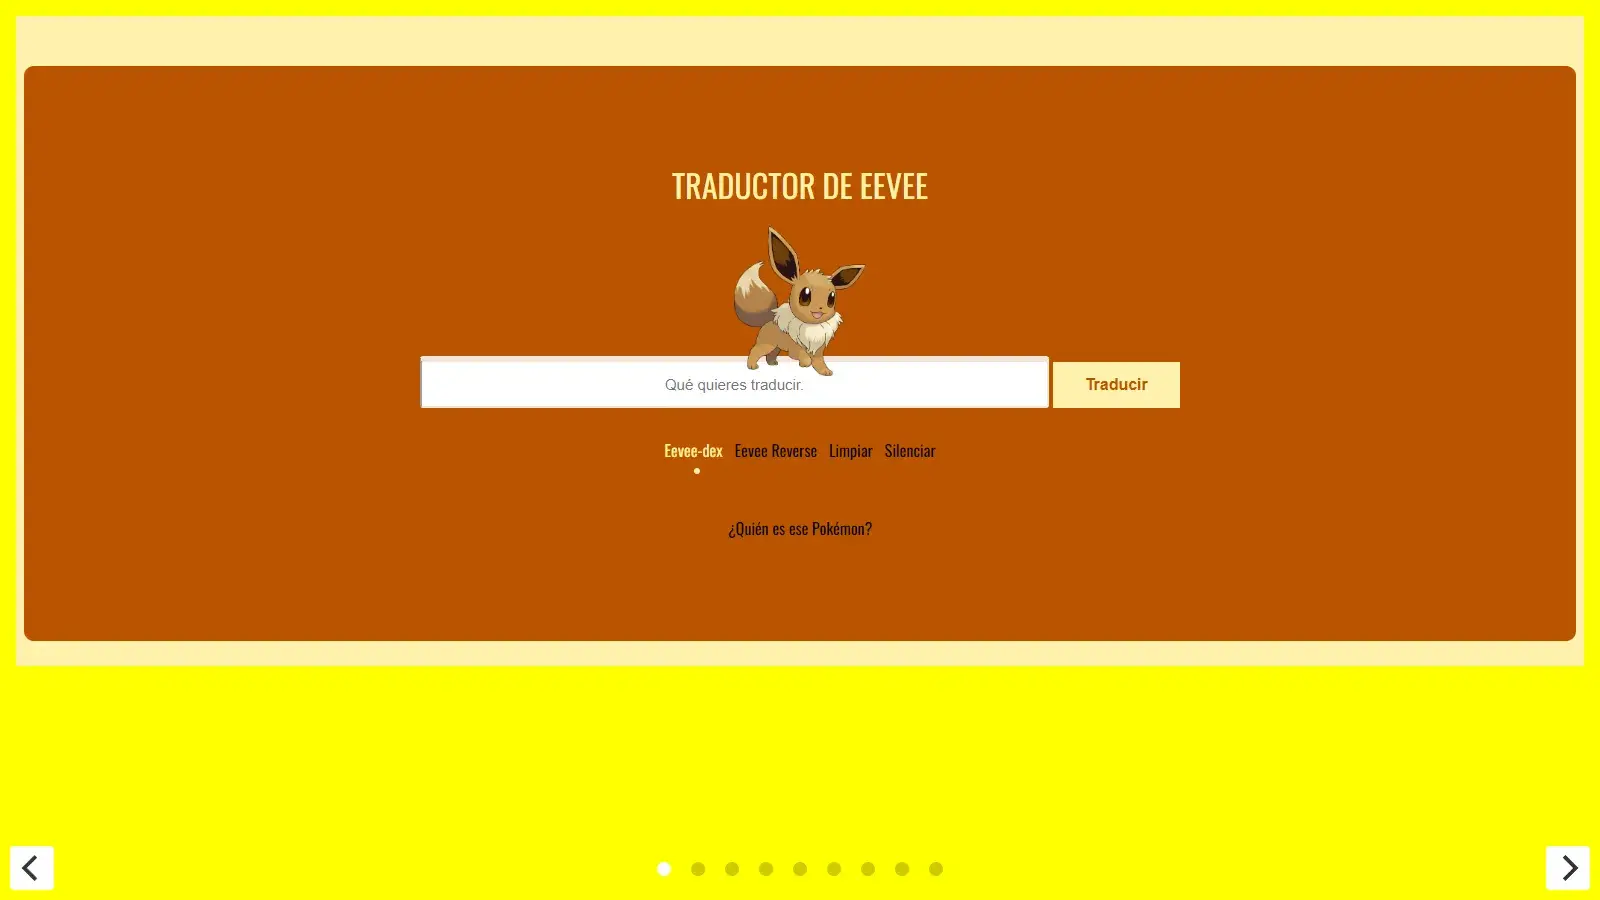 TRADUCTOR DE EEVEE
Qué quieres traducir.
Traducir
Eevee-dex Eevee Reverse Limpiar Silenciar
¿Quién es ese Pokémon?